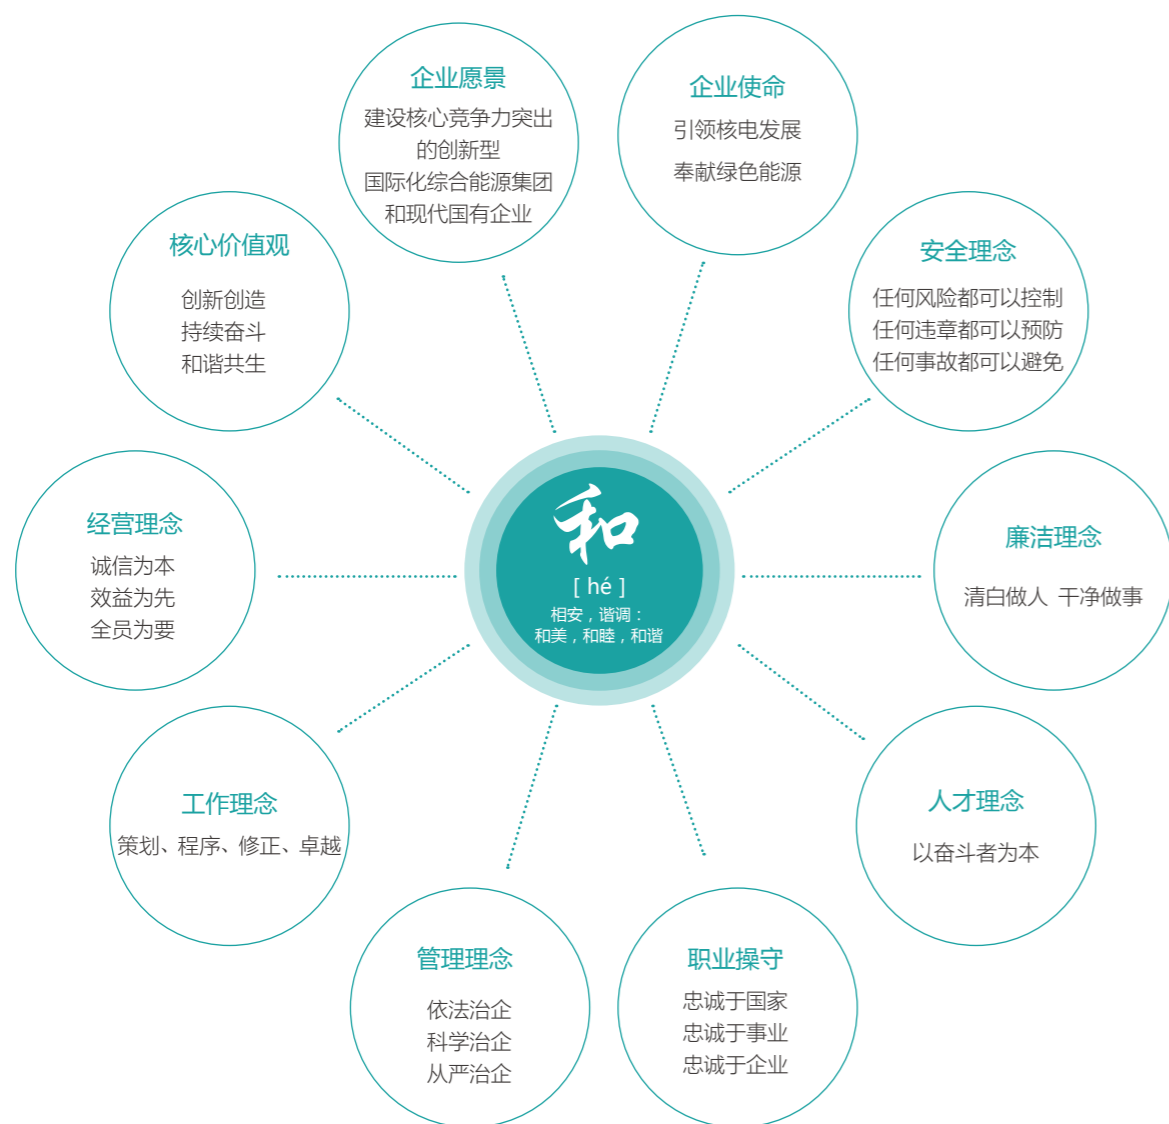 企业愿景
建设核心竞争力突出
的创新型
国际化综合能源集团
和现代国有企业
企业使命
引领核电发展
奉献绿色能源
核心价值观
创新创造
持续奋斗
和谐共生
安全理念
任何风险都可以控制
任何违章都可以预防
任何事故都可以避免
经营理念
诚信为本
效益为先
全员为要
和
[ hé ]
相安，谐调：
和美，和睦，和谐
廉洁理念
清白做人 干净做事
工作理念
策划、程序、修正、卓越
人才理念
以奋斗者为本
管理理念
依法治企
科学治企
从严治企
职业操守
忠诚于国家
忠诚于事业
忠诚于企业